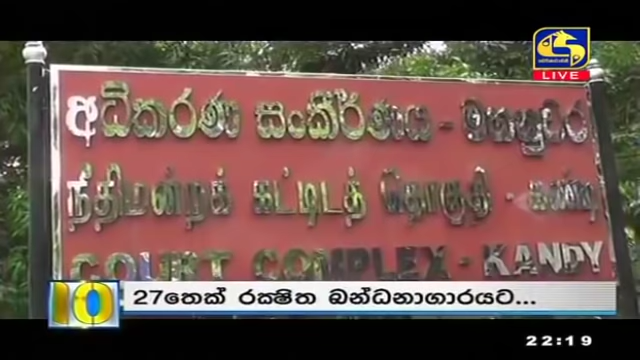 LIVE
අධිකරණ සංකීර්ණය - මහනුවර
நீதிமன்றக் கட்டிடத் தொகுதி - கண்டி
COURT COMPLEX - KANDY
10
27තෙක් රක්ෂිත බන්ධනාගාරයට...
22:19